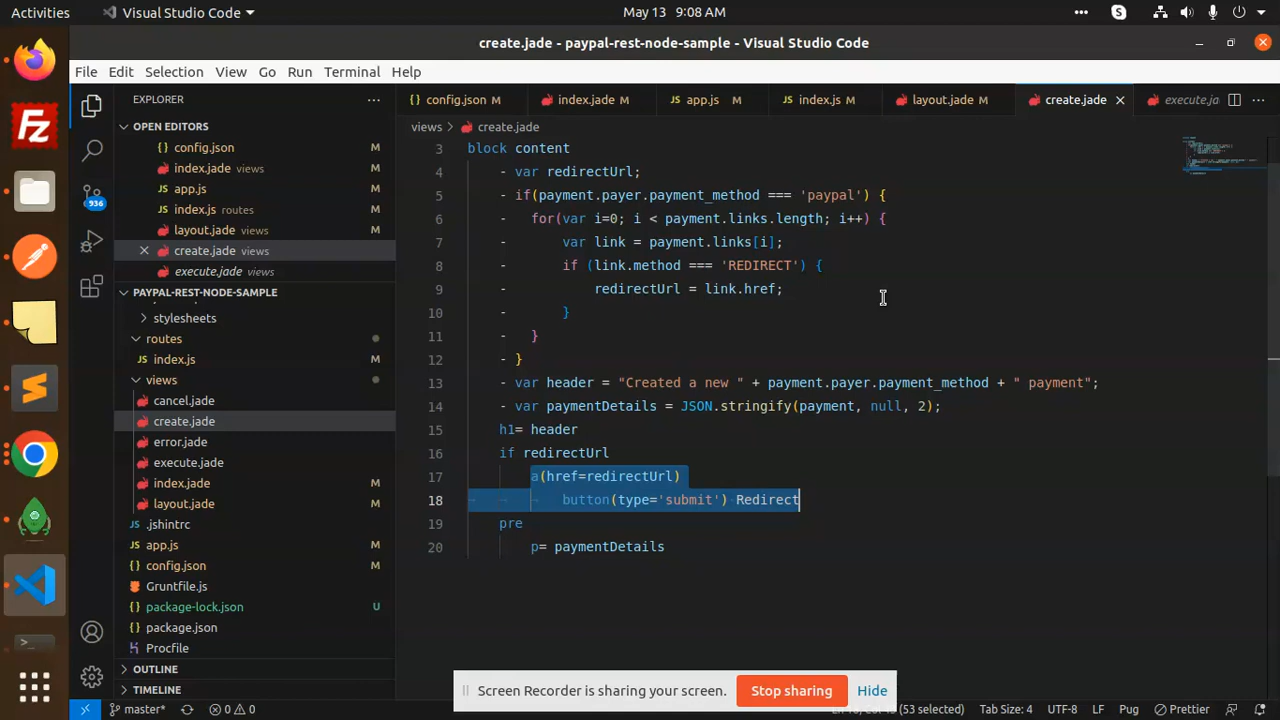 Activities
Visual Studio Code
May 13 9:08 AM
create.jade - paypal-rest-node-sample - Visual Studio Code
File Edit Selection View Go Run Terminal Help
EXPLORER
config.json M
index.jade M
app.js M
index.js M
layout.jade M
create.jade
execute.ja
OPEN EDITORS
config.json M
index.jade views M
app.js M
index.js routes M
layout.jade views M
create.jade views
execute.jade views
PAYPAL-REST-NODE-SAMPLE
stylesheets
routes
index.js M
views
cancel.jade
create.jade
error.jade
execute.jade
index.jade M
layout.jade M
.jshintrc
app.js M
config.json M
Gruntfile.js
package-lock.json U
package.json
Procfile
OUTLINE
TIMELINE
936
views > create.jade
3 block content
4 - var redirectUrl;
5 - if(payment.payer.payment_method === 'paypal') {
6 - for(var i=0; i < payment.links.length; i++) {
7 - var link = payment.links[i];
8 - if (link.method === 'REDIRECT') {
9 - redirectUrl = link.href;
10 - }
11 - }
12 - }
13 - var header = "Created a new " + payment.payer.payment_method + " payment";
14 - var paymentDetails = JSON.stringify(payment, null, 2);
15 h1= header
16 if redirectUrl
17 a(href=redirectUrl)
18 button(type='submit') Redirect
19 pre
20 p= paymentDetails
Screen Recorder is sharing your screen.
Stop sharing
Hide
master*
0 0
(53 selected)
Tab Size: 4
UTF-8
LF
Pug
Prettier